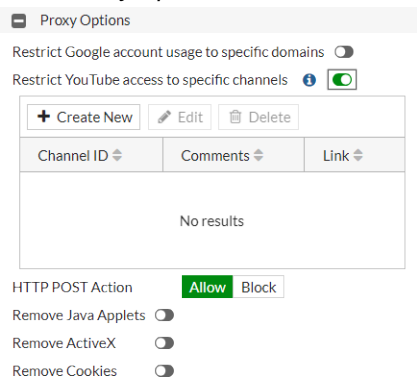 Proxy Options
Restrict Google account usage to specific domains
Restrict YouTube access to specific channels
Create New Edit Delete
Channel ID Comments Link
No results
HTTP POST Action Allow Block
Remove Java Applets
Remove ActiveX
Remove Cookies